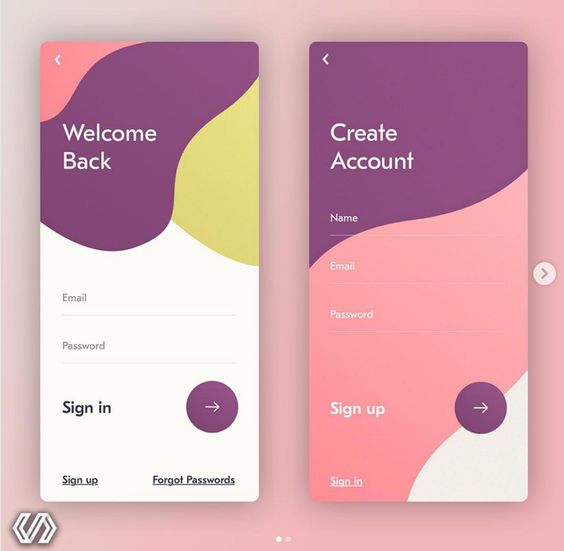 Welcome
Back
Email
Password
Sign in
Sign up
Forgot Passwords
Create
Account
Name
Email
Password
Sign up
Sign in